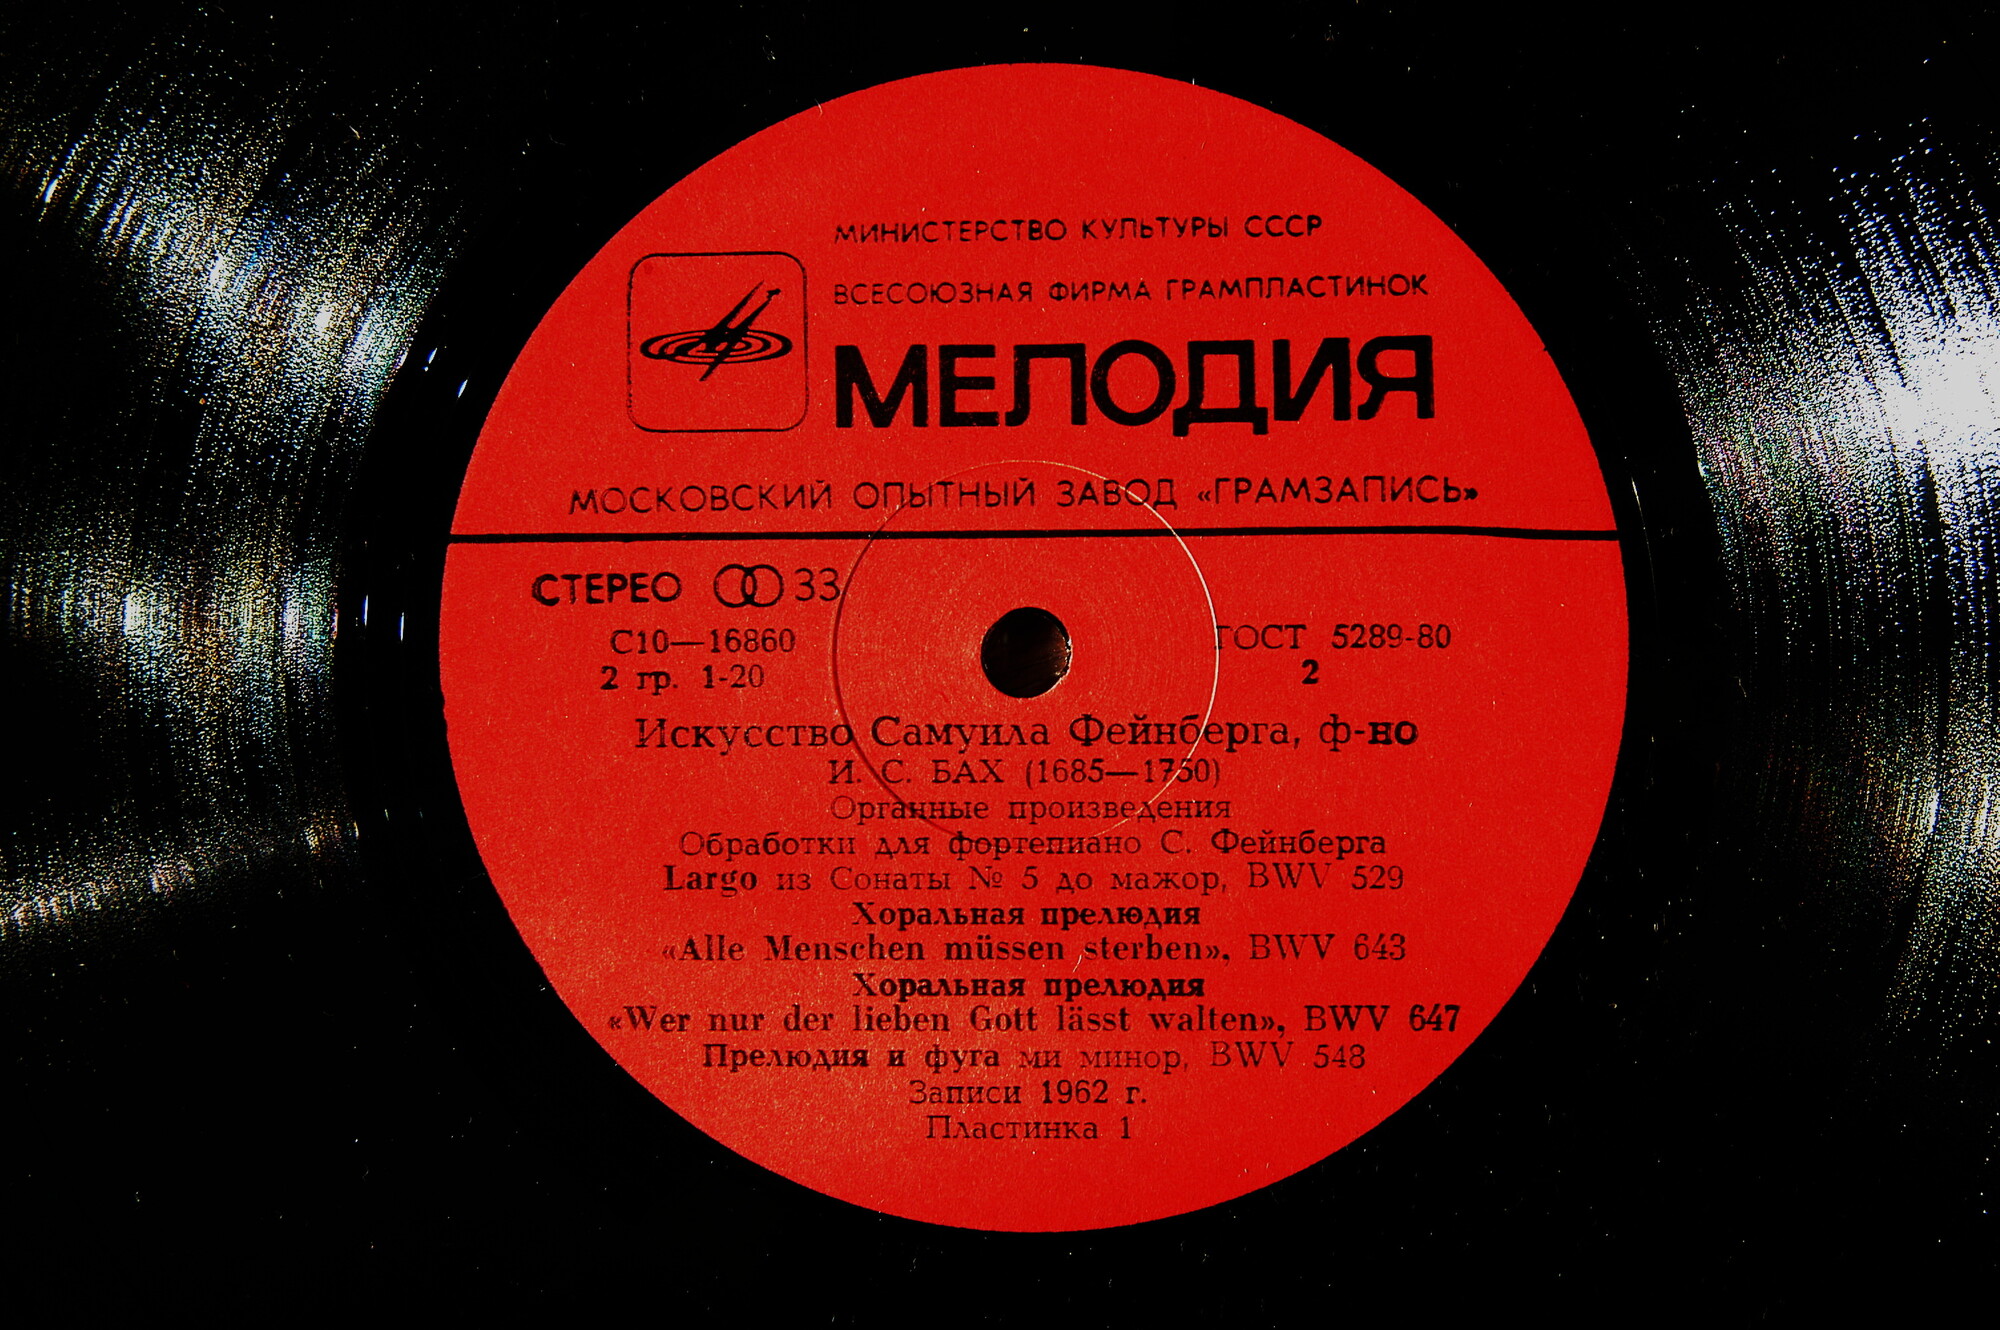 МИНИСТЕРСТВО КУЛЬТУРЫ СССР
ВСЕСОЮЗНАЯ ФИРМА ГРАМПЛАСТИНОК
МЕЛОДИЯ
МОСКОВСКИЙ ОПЫТНЫЙ ЗАВОД «ГРАМЗАПИСЬ»
СТЕРЕО 33
С10—16860
2 гр. 1-20
ГОСТ 5289-80
2
Искусство Самуила Фейнберга, ф-но
И. С. БАХ (1685—1750)
Органные произведения
Обработки для фортепиано С. Фейнберга
Largo из Сонаты № 5 до мажор, BWV 529
Хоральная прелюдия
«Alle Menschen müssen sterben», BWV 643
Хоральная прелюдия
«Wer nur der lieben Gott lässt walten», BWV 647
Прелюдия и фуга ми минор, BWV 548
Записи 1962 г.
Пластинка 1